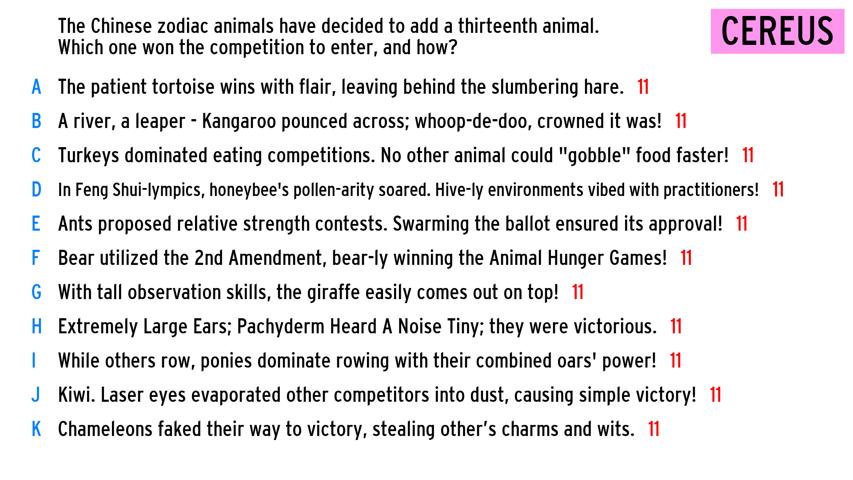 The Chinese zodiac animals have decided to add a thirteenth animal.
Which one won the competition to enter, and how?
CEREUS
A The patient tortoise wins with flair, leaving behind the slumbering hare. 11
B A river, a leaper - Kangaroo pounced across; whoop-de-doo, crowned it was! 11
C Turkeys dominated eating competitions. No other animal could "gobble" food faster! 11
D In Feng Shui-lympics, honeybee's pollen-arity soared. Hive-ly environments vibed with practitioners! 11
E Ants proposed relative strength contests. Swarming the ballot ensured its approval! 11
F Bear utilized the 2nd Amendment, bear-ly winning the Animal Hunger Games! 11
G With tall observation skills, the giraffe easily comes out on top! 11
H Extremely Large Ears; Pachyderm Heard A Noise Tiny; they were victorious. 11
I While others row, ponies dominate rowing with their combined oars' power! 11
J Kiwi. Laser eyes evaporated other competitors into dust, causing simple victory! 11
K Chameleons faked their way to victory, stealing other’s charms and wits. 11